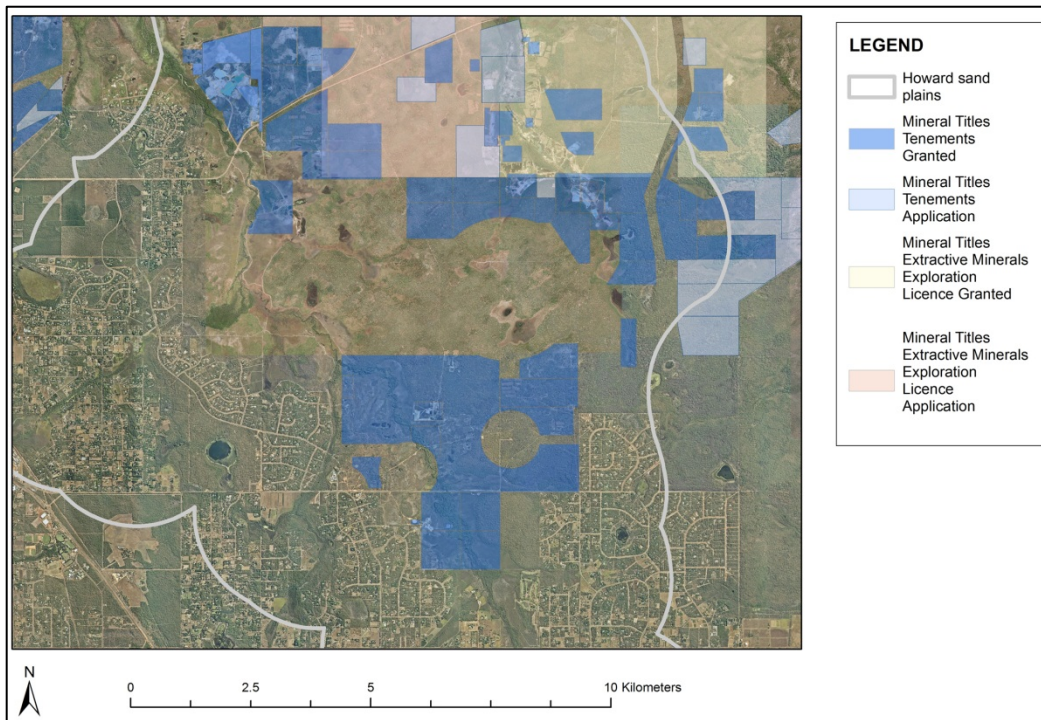 LEGEND
Howard sand
plains
Mineral Titles
Tenements
Granted
Mineral Titles
Tenements
Application
Mineral Titles
Extractive Minerals
Exploration
Licence Granted
Mineral Titles
Extractive Minerals
Exploration
Licence
Application
N
0 2.5 5 10 Kilometers